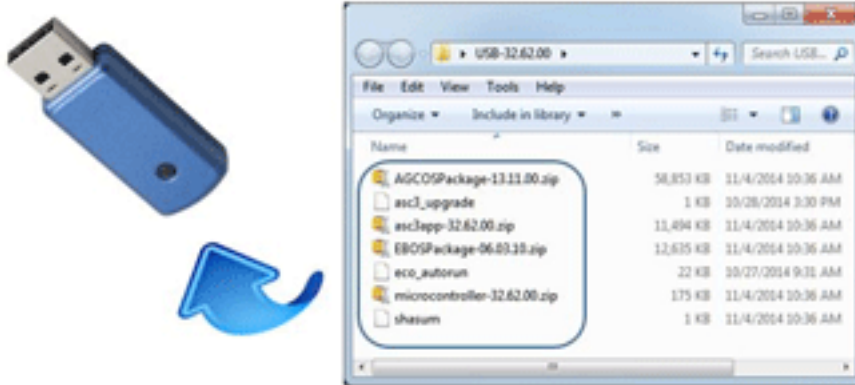 USB-32.62.00
Search USB...
File Edit View Tools Help
Organize Include in library »
Name Size Date modified
AGCOSPackage-13.11.00.zip 58,853 KB 11/4/2014 10:36 AM
asc3_upgrade 1 KB 10/28/2014 3:30 PM
asc3app-32.62.00.zip 11,494 KB 11/4/2014 10:36 AM
EBOSPackage-06.03.10.zip 12,635 KB 11/4/2014 10:36 AM
eco_autorun 22 KB 10/27/2014 9:31 AM
microcontroller-32.62.00.zip 175 KB 11/4/2014 10:36 AM
shasum 1 KB 11/4/2014 10:36 AM